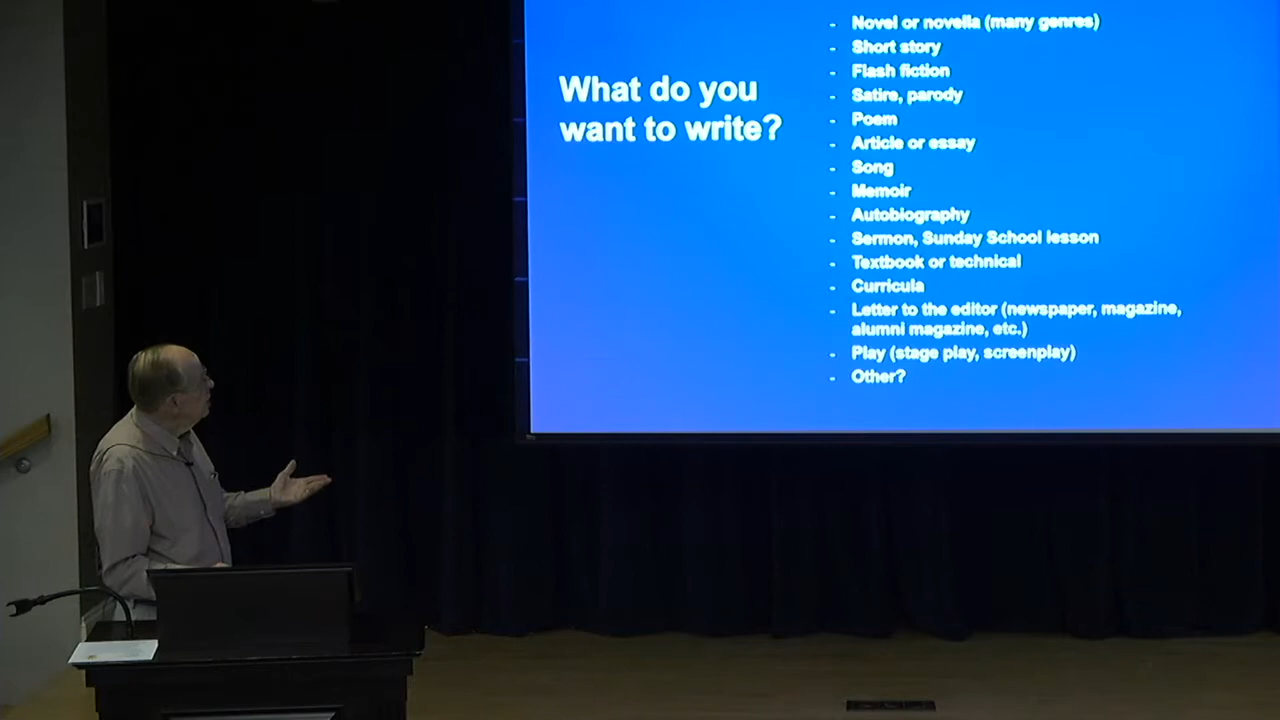 What do you
want to write?
- Novel or novella (many genres)
- Short story
- Flash fiction
- Satire, parody
- Poem
- Article or essay
- Song
- Memoir
- Autobiography
- Sermon, Sunday School lesson
- Textbook or technical
- Curricula
- Letter to the editor (newspaper, magazine,
alumni magazine, etc.)
- Play (stage play, screenplay)
- Other?